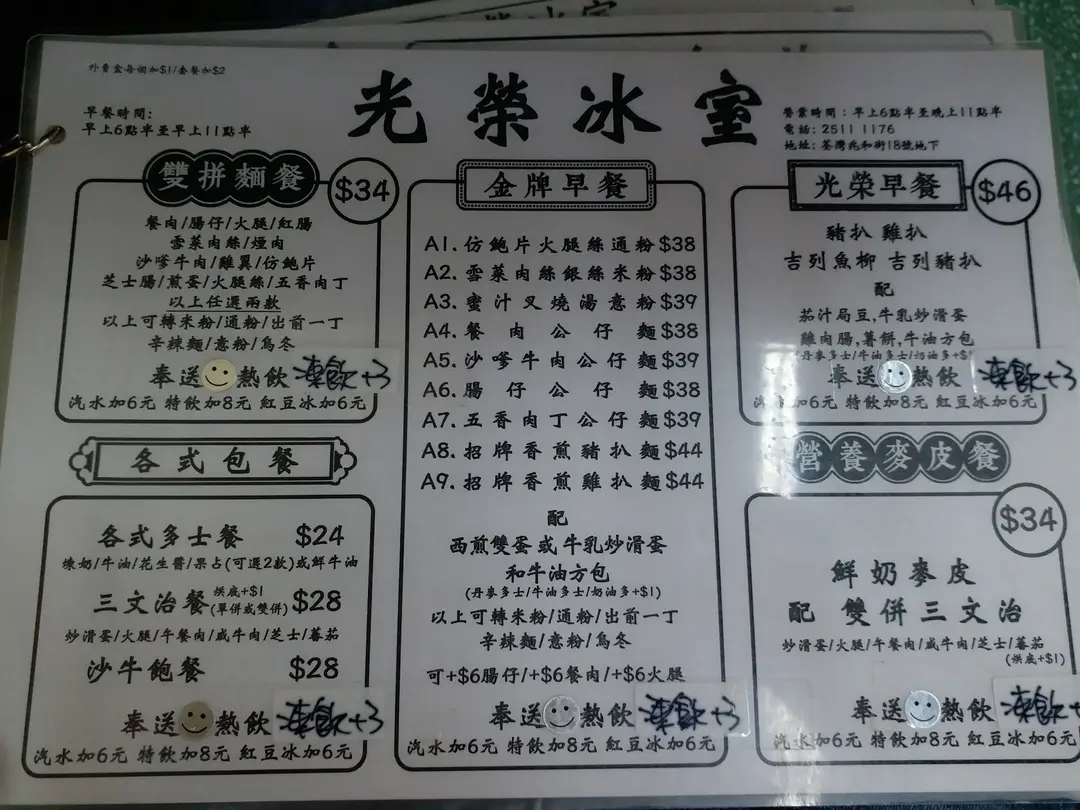 外賣盒每個加$1/套餐加$2
早餐時間:
早上6點半至早上11點半
光榮冰室
營業時間：早上6點半至晚上11點半
電話: 2511 1176
地址: 荃灣兆和街18號地下
雙拼麵餐 $34
餐肉/腸仔/火腿/紅腸
雪菜肉絲/煙肉
沙嗲牛肉/雞翼/仿鮑片
芝士腸/煎蛋/火腿絲/五香肉丁
以上任選兩款
以上可轉米粉/通粉/出前一丁
辛辣麵/意粉/烏冬
奉送 熱飲 凍飲+3
汽水加6元 特飲加8元 紅豆冰加6元
各式包餐
各式多士餐 $24
煉奶/牛油/花生醬/果占(可選2款)或鮮牛油
三文治餐 烘底+$1 (單併或雙併) $28
炒滑蛋/火腿/午餐肉/咸牛肉/芝士/蕃茄
沙牛飽餐 $28
奉送 熱飲 凍飲+3
汽水加6元 特飲加8元 紅豆冰加6元
金牌早餐
A1. 仿鮑片火腿絲通粉 $38
A2. 雪菜肉絲銀絲米粉 $38
A3. 蜜汁叉燒湯意粉 $39
A4. 餐肉公仔麵 $38
A5. 沙嗲牛肉公仔麵 $39
A6. 腸仔公仔麵 $38
A7. 五香肉丁公仔麵 $39
A8. 招牌香煎豬扒麵 $44
A9. 招牌香煎雞扒麵 $44
配
西煎雙蛋或牛乳炒滑蛋
和牛油方包
(丹麥多士/牛油多士/奶油多+$1)
以上可轉米粉/通粉/出前一丁
辛辣麵/意粉/烏冬
可+$6腸仔/+$6餐肉/+$6火腿
奉送 熱飲 凍飲+3
汽水加6元 特飲加8元 紅豆冰加6元
光榮早餐 $46
豬扒 雞扒
吉列魚柳 吉列豬扒
配
茄汁局豆,牛乳炒滑蛋
雞肉腸,薯餅,牛油方包
(丹麥多士/牛油多士/奶油多+$1
奉送 熱飲 凍飲+3
汽水加6元 特飲加8元 紅豆冰加6元
營養麥皮餐
$34
鮮奶麥皮
配 雙併三文治
炒滑蛋/火腿/午餐肉/咸牛肉/芝士/蕃茄
(烘底+$1)
奉送 熱飲 凍飲+3
汽水加6元 特飲加8元 紅豆冰加6元